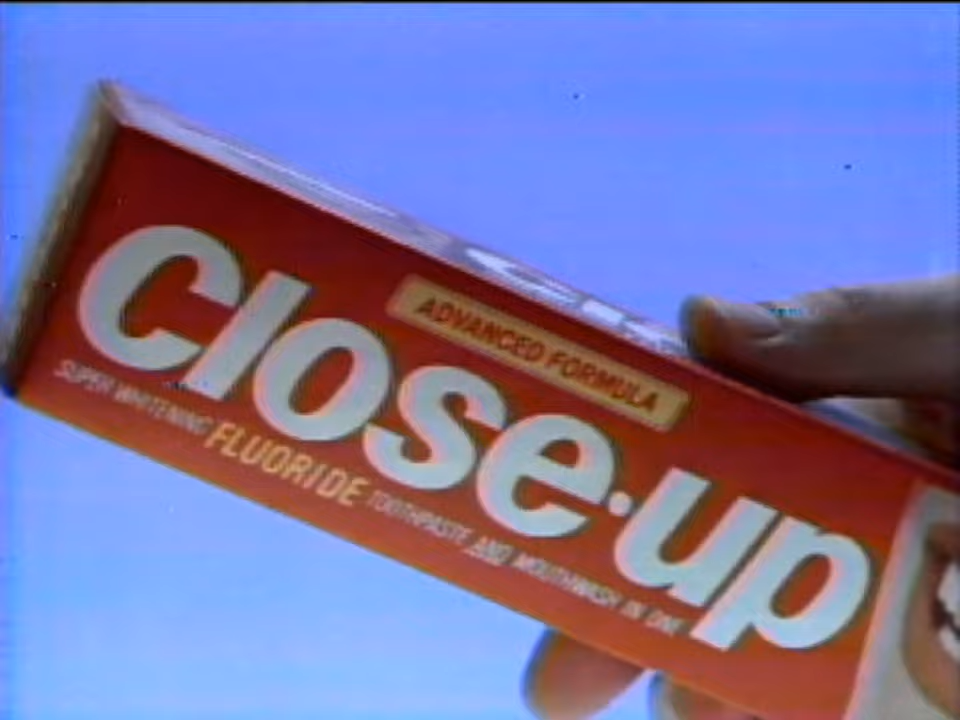 ADVANCED FORMULA
Close·up
SUPER WHITENING FLUORIDE TOOTHPASTE AND MOUTHWASH IN ONE